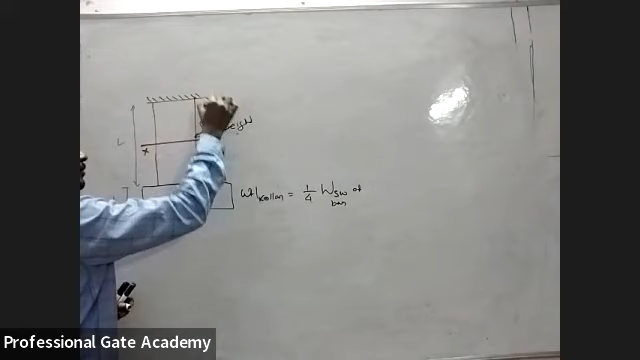 L
x
Wt|collar = 1/4 Wsw of
bar
Professional Gate Academy